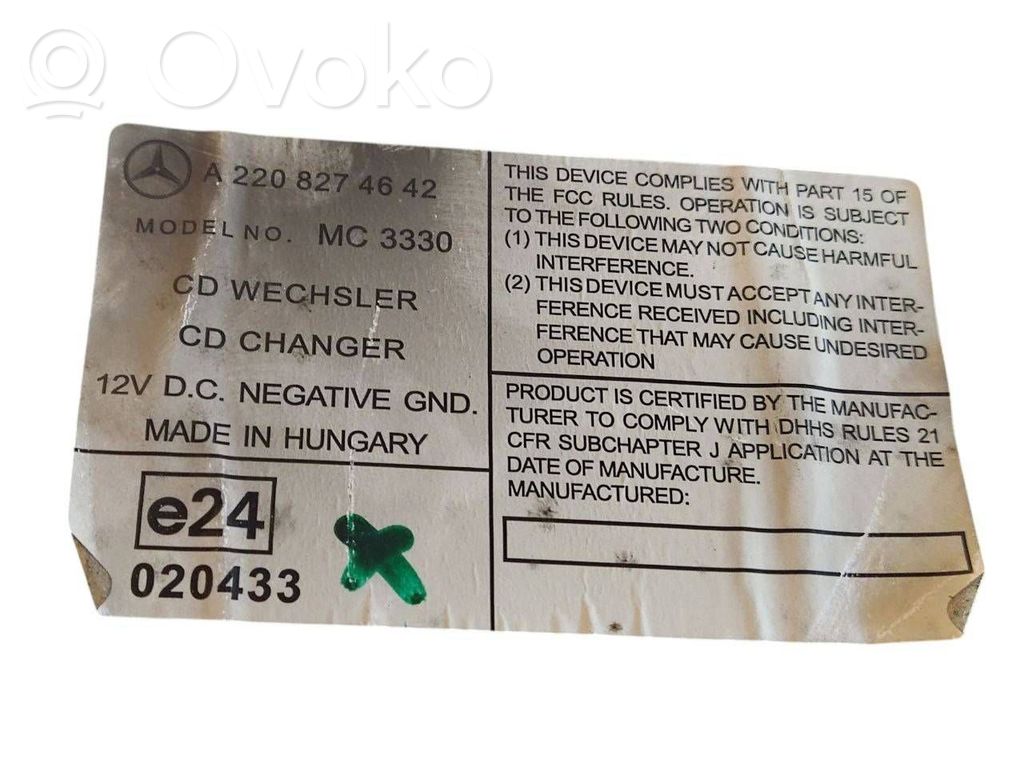 Ovoko
A 220 827 46 42
MODEL NO. MC 3330
CD WECHSLER
CD CHANGER
12V D.C. NEGATIVE GND.
MADE IN HUNGARY
e24
020433
THIS DEVICE COMPLIES WITH PART 15 OF
THE FCC RULES. OPERATION IS SUBJECT
TO THE FOLLOWING TWO CONDITIONS:
(1) THIS DEVICE MAY NOT CAUSE HARMFUL
INTERFERENCE.
(2) THIS DEVICE MUST ACCEPT ANY INTER-
FERENCE RECEIVED INCLUDING INTER-
FERENCE THAT MAY CAUSE UNDESIRED
OPERATION
PRODUCT IS CERTIFIED BY THE MANUFAC-
TURER TO COMPLY WITH DHHS RULES 21
CFR SUBCHAPTER J APPLICATION AT THE
DATE OF MANUFACTURE.
MANUFACTURED: